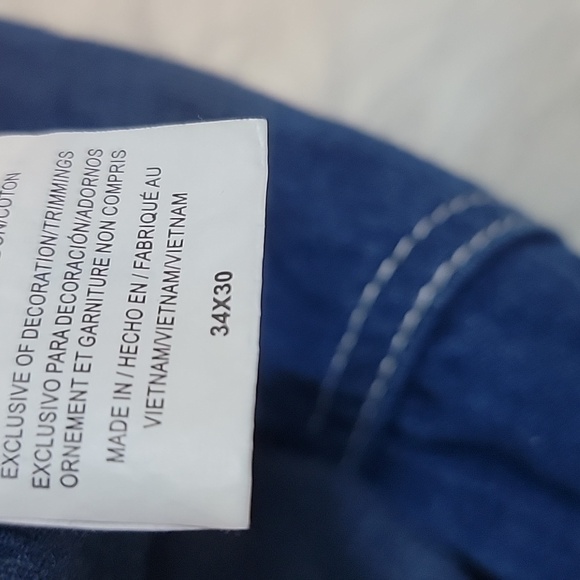 EXCLUSIVE OF DECORATION/TRIMMINGS
EXCLUSIVO PARA DECORACIÓN/ADORNOS
ORNEMENT ET GARNITURE NON COMPRIS
MADE IN / HECHO EN / FABRIQUÉ AU
VIETNAM/VIETNAM/VIETNAM
34X30